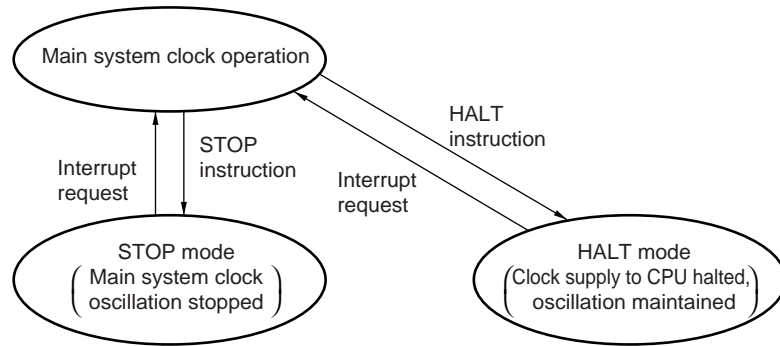 Main system clock operation
HALT
instruction
STOP
instruction
Interrupt
request
Interrupt
request
STOP mode
Main system clock
oscillation stopped
HALT mode
Clock supply to CPU halted,
oscillation maintained